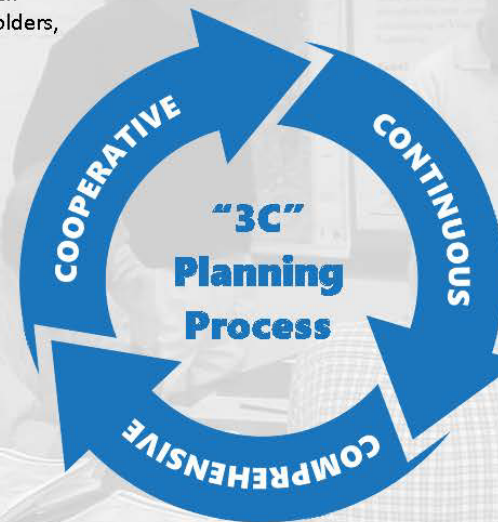 olders,
COOPERATIVE
CONTINUOUS
"3C"
Planning
Process
COMPREHENSIVE